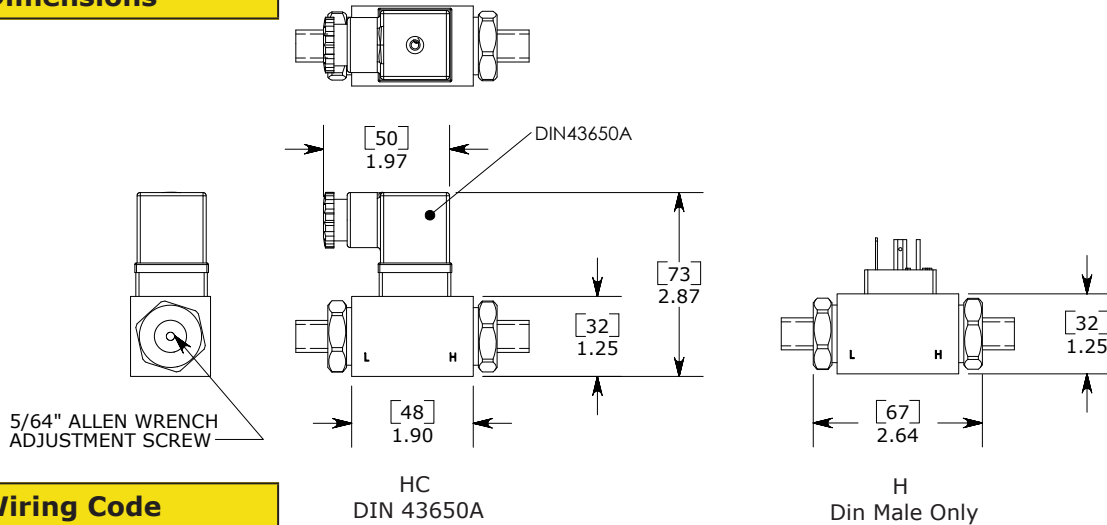 Dimensions
[50]
1.97
DIN43650A
[73]
2.87
[32]
1.25
[32]
1.25
L H
L H
5/64" ALLEN WRENCH
ADJUSTMENT SCREW
[48]
1.90
[67]
2.64
HC
DIN 43650A
H
Din Male Only
Wiring Code